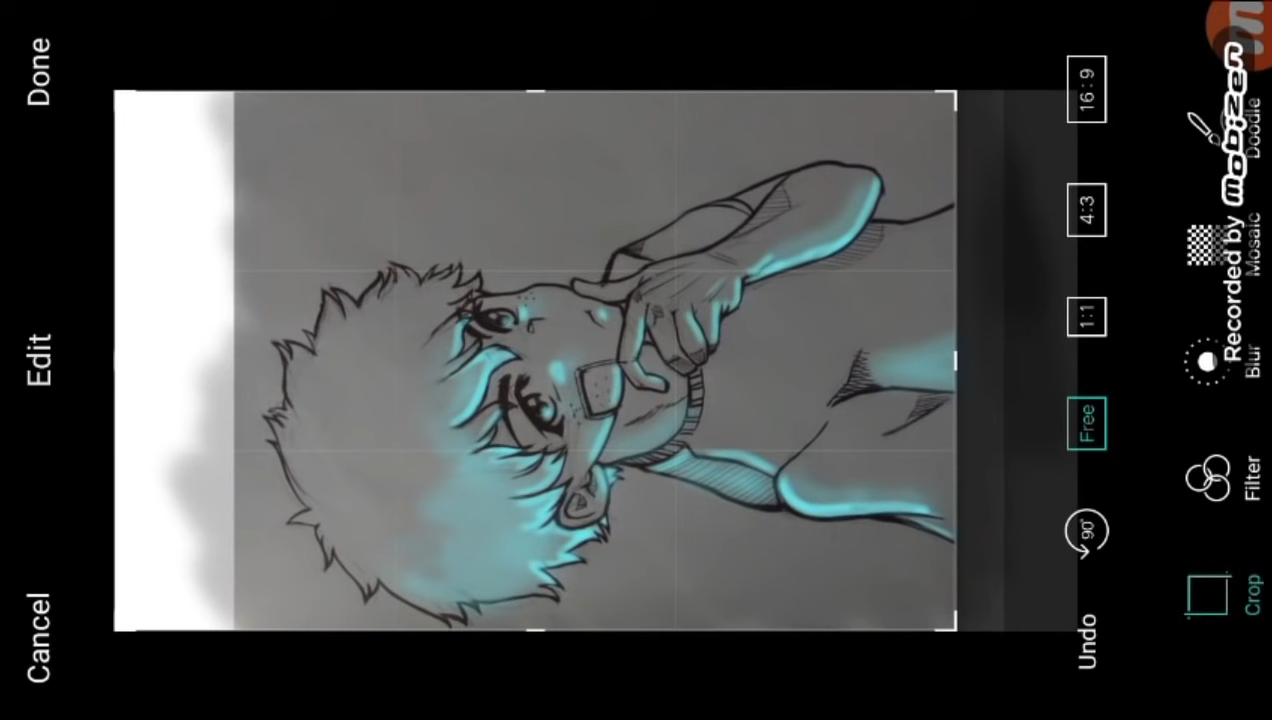 Cancel
Edit
Done
Undo
90°
Free
1:1
4:3
16:9
Crop
Filter
Blur
Mosaic
Doodle
Recorded by mobizen